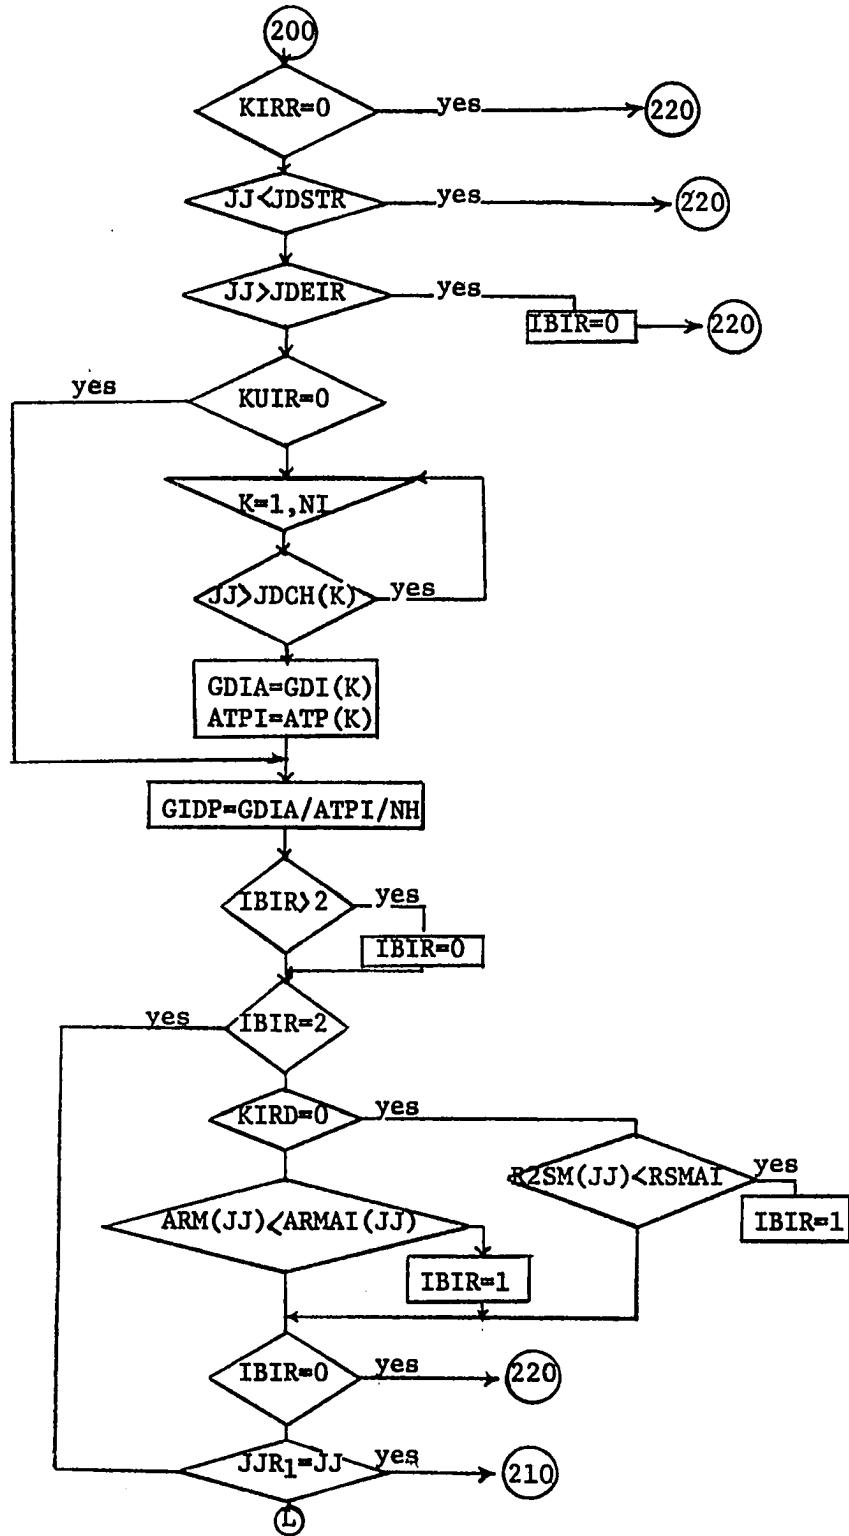 200
KIRR=0
yes
220
JJ<JDSTR
yes
220
JJ>JDEIR
yes
IBIR=0
220
yes
KUIR=0
K=1,NI
JJ>JDCH(K)
yes
GDIA=GDI(K)
ATPI=ATP(K)
GIDP=GDIA/ATPI/NH
IBIR>2
yes
IBIR=0
yes
IBIR=2
KIRD=0
yes
R2SM(JJ)<RSMAI
yes
IBIR=1
ARM(JJ)<ARMAI(JJ)
IBIR=1
IBIR=0
yes
220
JJR1=JJ
yes
210
L